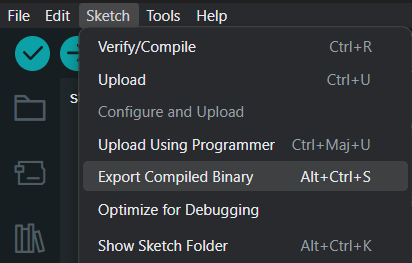 File Edit Sketch Tools Help
Verify/Compile Ctrl+R
Upload Ctrl+U
Configure and Upload
Upload Using Programmer Ctrl+Maj+U
Export Compiled Binary Alt+Ctrl+S
Optimize for Debugging
Show Sketch Folder Alt+Ctrl+K